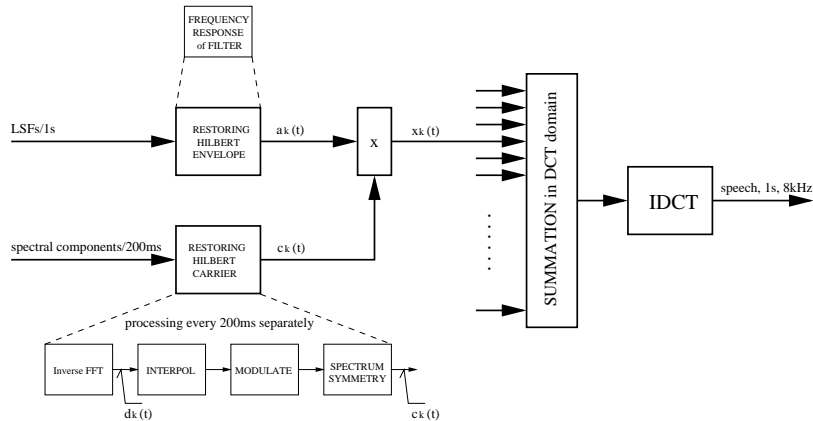 FREQUENCY
RESPONSE
of FILTER
LSFs/1s
RESTORING
HILBERT
ENVELOPE
ak(t)
x
xk(t)
SUMMATION in DCT domain
IDCT
speech, 1s, 8kHz
spectral components/200ms
RESTORING
HILBERT
CARRIER
ck(t)
processing every 200ms separately
Inverse FFT
INTERPOL
MODULATE
SPECTRUM
SYMMETRY
dk(t)
ck(t)